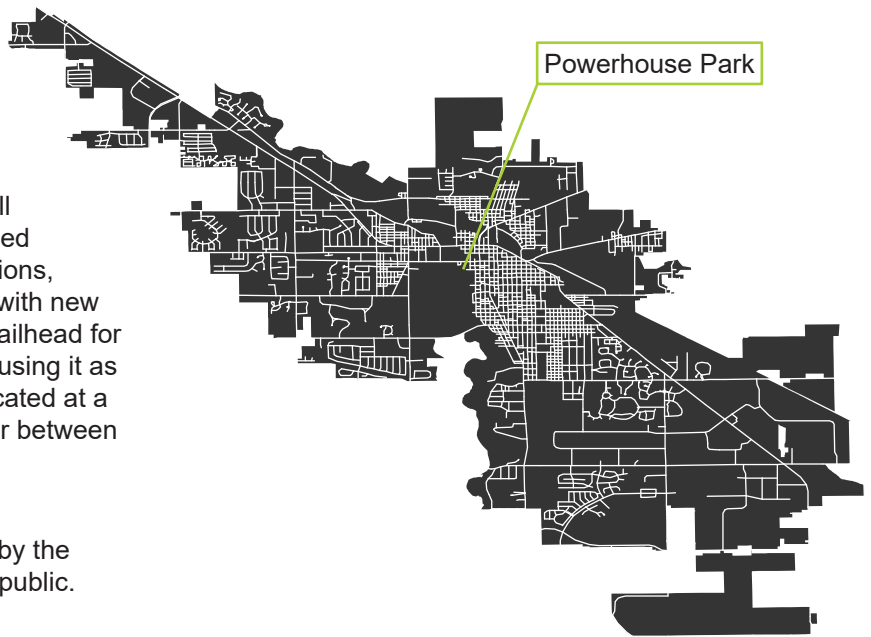 Powerhouse Park
ll
ed
ions,
with new
ailhead for
using it as
cated at a
r between
by the
public.